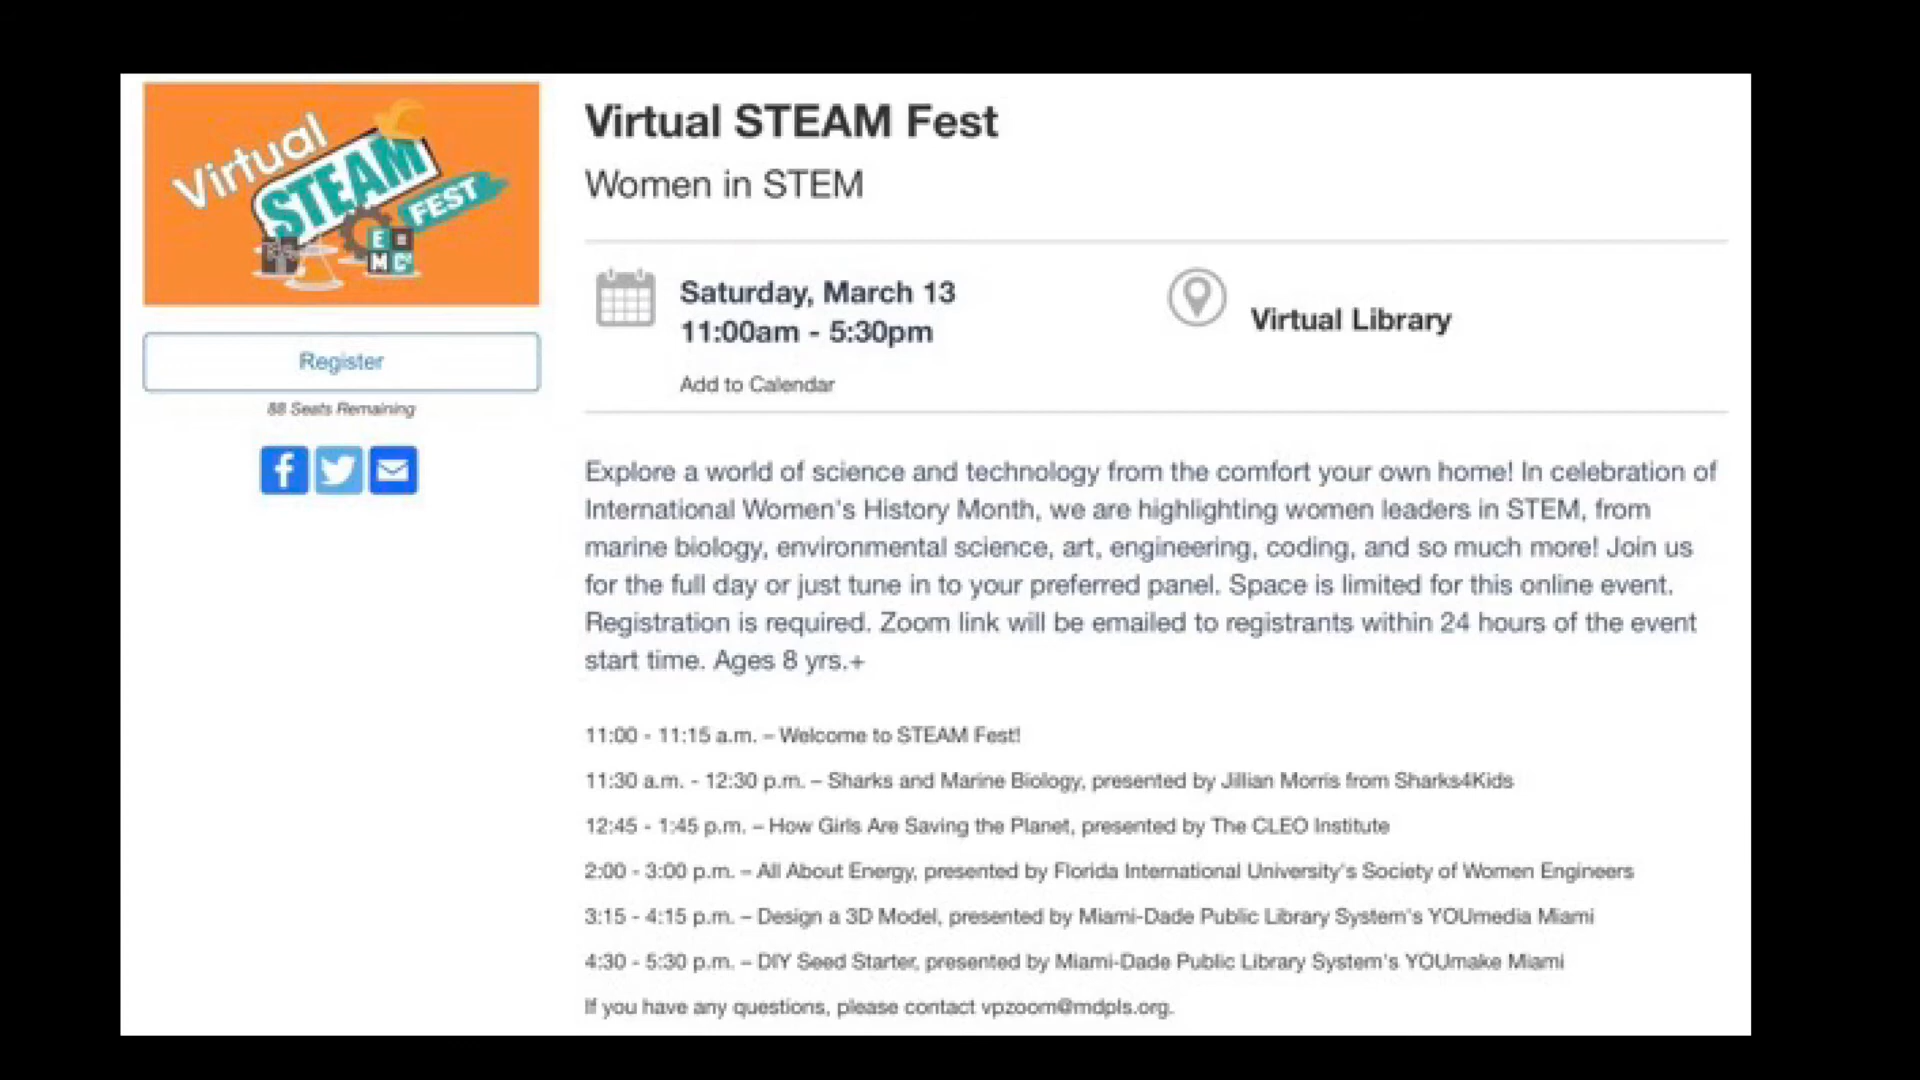 Virtual
STEAM
FEST
E =
M C²
Register
88 Seats Remaining
Virtual STEAM Fest
Women in STEM
Saturday, March 13
11:00am - 5:30pm
Add to Calendar
Virtual Library
Explore a world of science and technology from the comfort your own home! In celebration of
International Women's History Month, we are highlighting women leaders in STEM, from
marine biology, environmental science, art, engineering, coding, and so much more! Join us
for the full day or just tune in to your preferred panel. Space is limited for this online event.
Registration is required. Zoom link will be emailed to registrants within 24 hours of the event
start time. Ages 8 yrs.+
11:00 - 11:15 a.m. – Welcome to STEAM Fest!
11:30 a.m. - 12:30 p.m. – Sharks and Marine Biology, presented by Jillian Morris from Sharks4Kids
12:45 - 1:45 p.m. – How Girls Are Saving the Planet, presented by The CLEO Institute
2:00 - 3:00 p.m. – All About Energy, presented by Florida International University's Society of Women Engineers
3:15 - 4:15 p.m. – Design a 3D Model, presented by Miami-Dade Public Library System's YOUmedia Miami
4:30 - 5:30 p.m. – DIY Seed Starter, presented by Miami-Dade Public Library System's YOUmake Miami
If you have any questions, please contact vpzoom@mdpls.org.